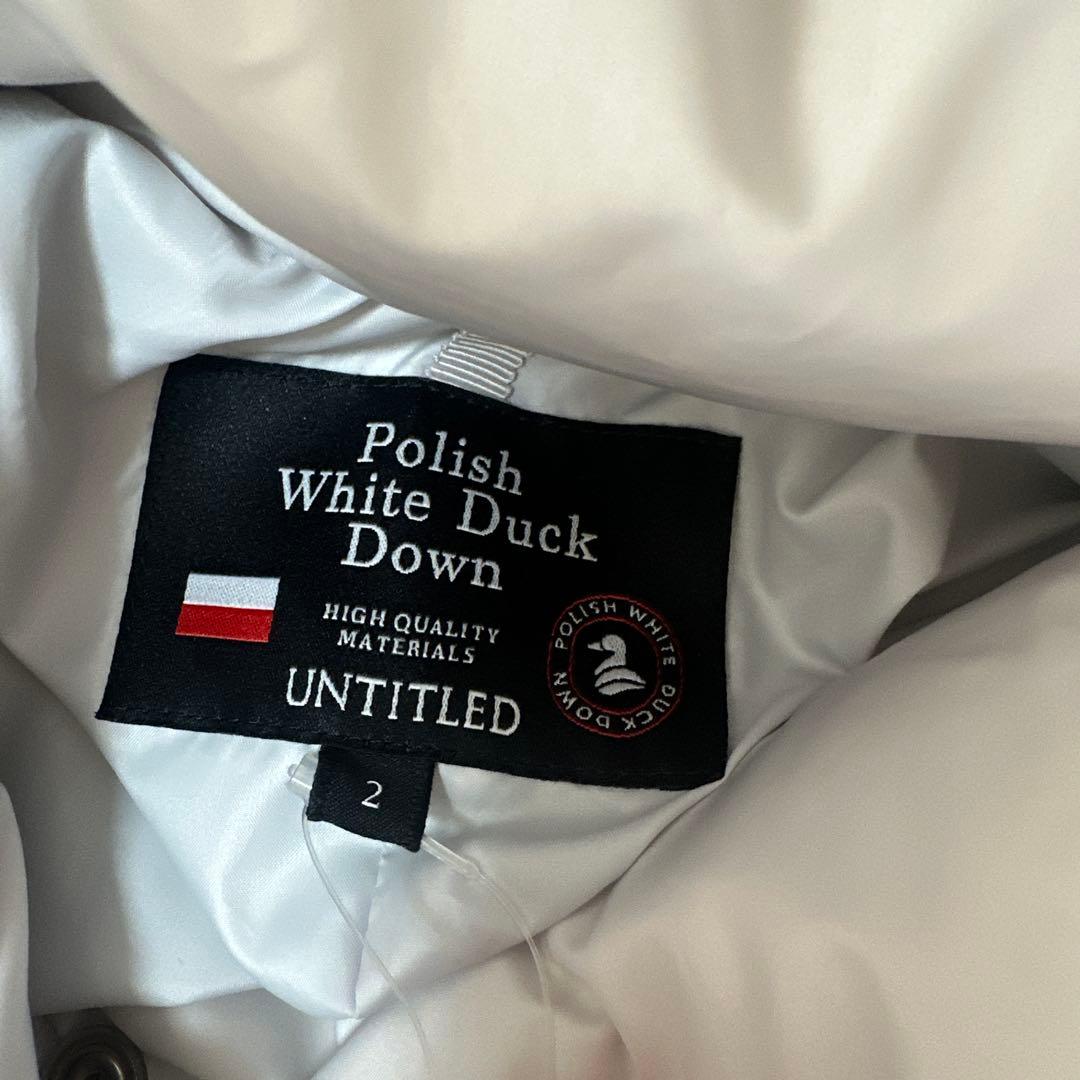 Polish
White Duck
Down
HIGH QUALITY
MATERIALS
UNTITLED
POLISH WHITE DUCK DOWN
2